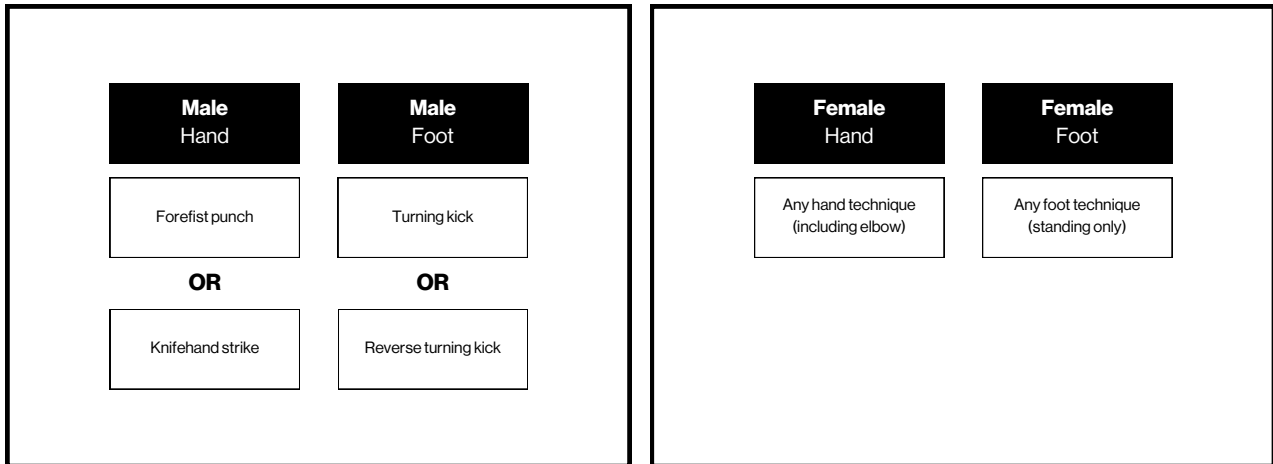 Male
Hand
Forefist punch
OR
Knifehand strike
Male
Foot
Turning kick
OR
Reverse turning kick
Female
Hand
Any hand technique
(including elbow)
Female
Foot
Any foot technique
(standing only)